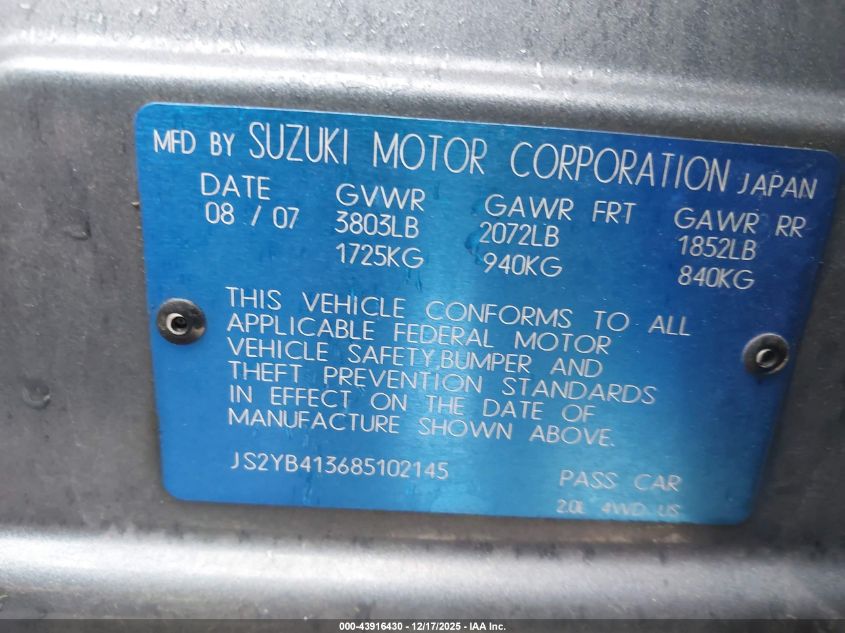 MFD BY SUZUKI MOTOR CORPORATION JAPAN
DATE GVWR GAWR FRT GAWR RR
08 / 07 3803LB 2072LB 1852LB
1725KG 940KG 840KG
THIS VEHICLE CONFORMS TO ALL
APPLICABLE FEDERAL MOTOR
VEHICLE SAFETY,BUMPER AND
THEFT PREVENTION STANDARDS
IN EFFECT ON THE DATE OF
MANUFACTURE SHOWN ABOVE.
JS2YB413685102145 PASS CAR
2.0L 4WD US
000-43916430 - 12/17/2025 - IAA Inc.